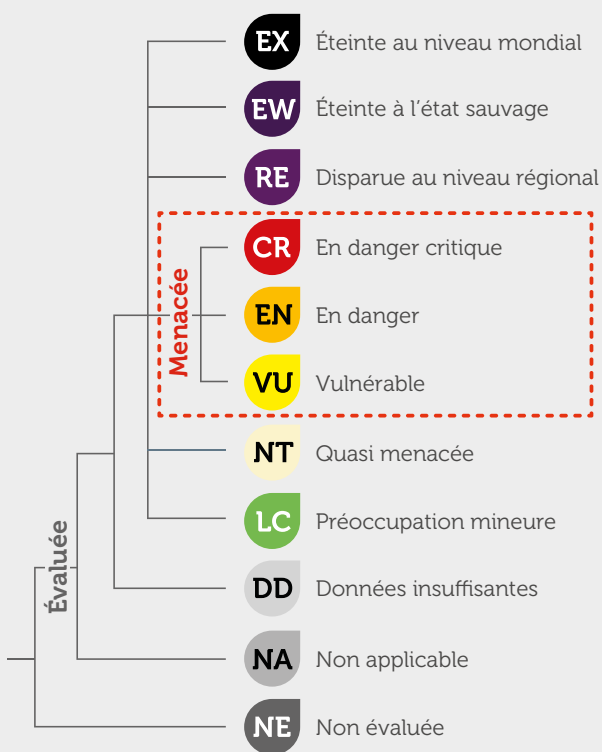 EX Éteinte au niveau mondial
EW Éteinte à l'état sauvage
RE Disparue au niveau régional
Menacée
CR En danger critique
EN En danger
VU Vulnérable
NT Quasi menacée
LC Préoccupation mineure
Évaluée
DD Données insuffisantes
NA Non applicable
NE Non évaluée